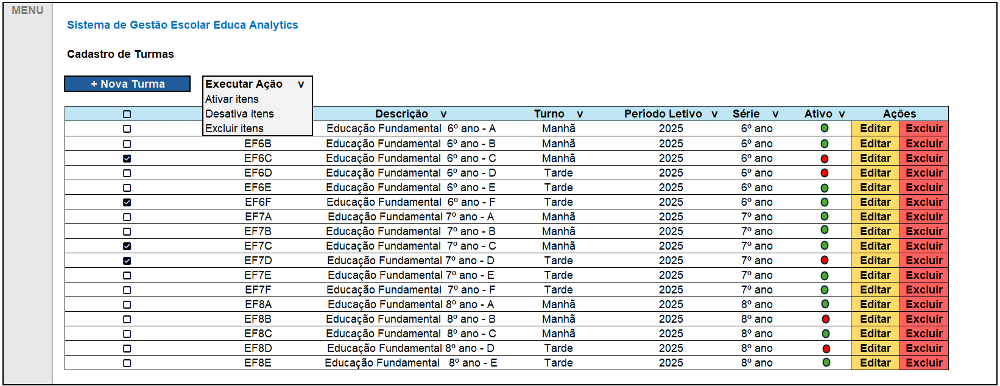 MENU
Sistema de Gestão Escolar Educa Analytics
Cadastro de Turmas
+ Nova Turma
Executar Ação v
Ativar itens
Desativa itens
Excluir itens
Descrição v Turno v Período Letivo v Série v Ativo v Ações
Educação Fundamental 6º ano - A Manhã 2025 6º ano Editar Excluir
EF6B Educação Fundamental 6º ano - B Manhã 2025 6º ano Editar Excluir
EF6C Educação Fundamental 6º ano - C Manhã 2025 6º ano Editar Excluir
EF6D Educação Fundamental 6º ano - D Tarde 2025 6º ano Editar Excluir
EF6E Educação Fundamental 6º ano - E Tarde 2025 6º ano Editar Excluir
EF6F Educação Fundamental 6º ano - F Tarde 2025 6º ano Editar Excluir
EF7A Educação Fundamental 7º ano - A Manhã 2025 7º ano Editar Excluir
EF7B Educação Fundamental 7º ano - B Manhã 2025 7º ano Editar Excluir
EF7C Educação Fundamental 7º ano - C Manhã 2025 7º ano Editar Excluir
EF7D Educação Fundamental 7º ano - D Tarde 2025 7º ano Editar Excluir
EF7E Educação Fundamental 7º ano - E Tarde 2025 7º ano Editar Excluir
EF7F Educação Fundamental 7º ano - F Tarde 2025 7º ano Editar Excluir
EF8A Educação Fundamental 8º ano - A Manhã 2025 8º ano Editar Excluir
EF8B Educação Fundamental 8º ano - B Manhã 2025 8º ano Editar Excluir
EF8C Educação Fundamental 8º ano - C Manhã 2025 8º ano Editar Excluir
EF8D Educação Fundamental 8º ano - D Tarde 2025 8º ano Editar Excluir
EF8E Educação Fundamental 8º ano - E Tarde 2025 8º ano Editar Excluir